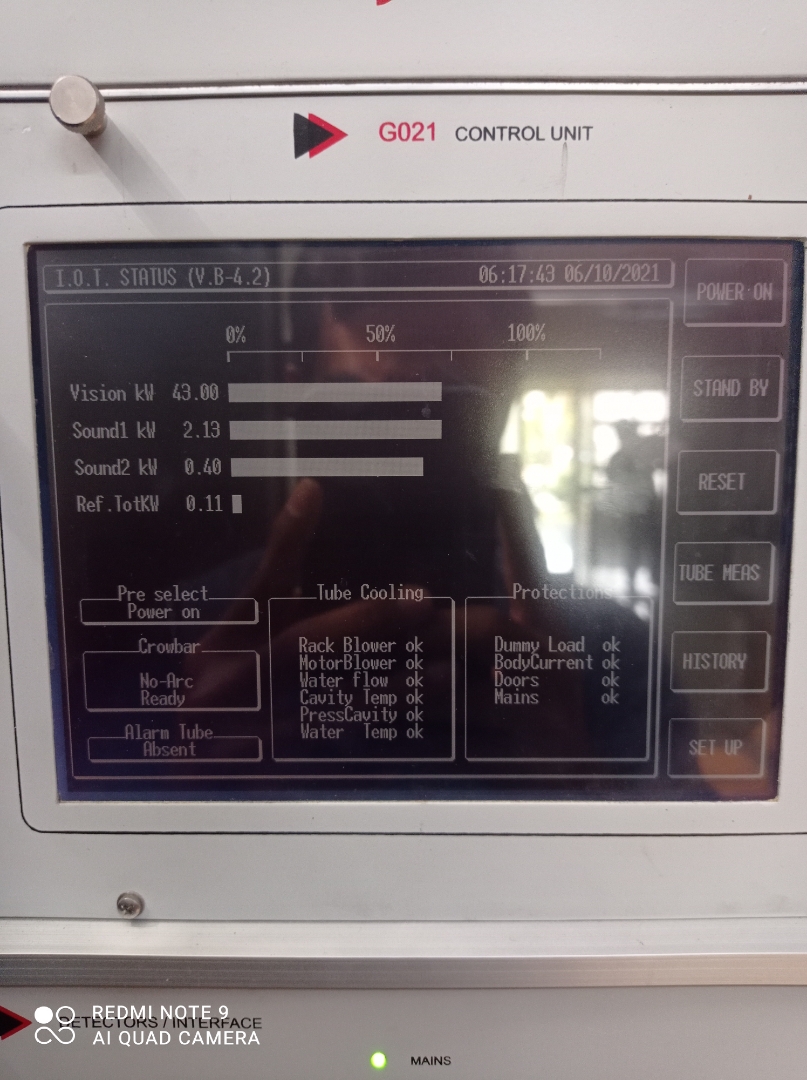 G021 CONTROL UNIT
I.O.T. STATUS (V.B-4.2) 06:17:43 06/10/2021
POWER ON
0% 50% 100%
STAND BY
Vision kW 43.00
Sound1 kW 2.13
Sound2 kW 0.40
RESET
Ref.TotKW 0.11
TUBE MEAS
Pre select
Power on
Crowbar
No-Arc
Ready
Alarm Tube
Absent
Tube Cooling
Rack Blower ok
MotorBlower ok
Water flow ok
Cavity Temp ok
PressCavity ok
Water Temp ok
Protections
Dummy Load ok
BodyCurrent ok
Doors ok
Mains ok
HISTORY
SET UP
DETECTORS / INTERFACE
REDMI NOTE 9
AI QUAD CAMERA
MAINS